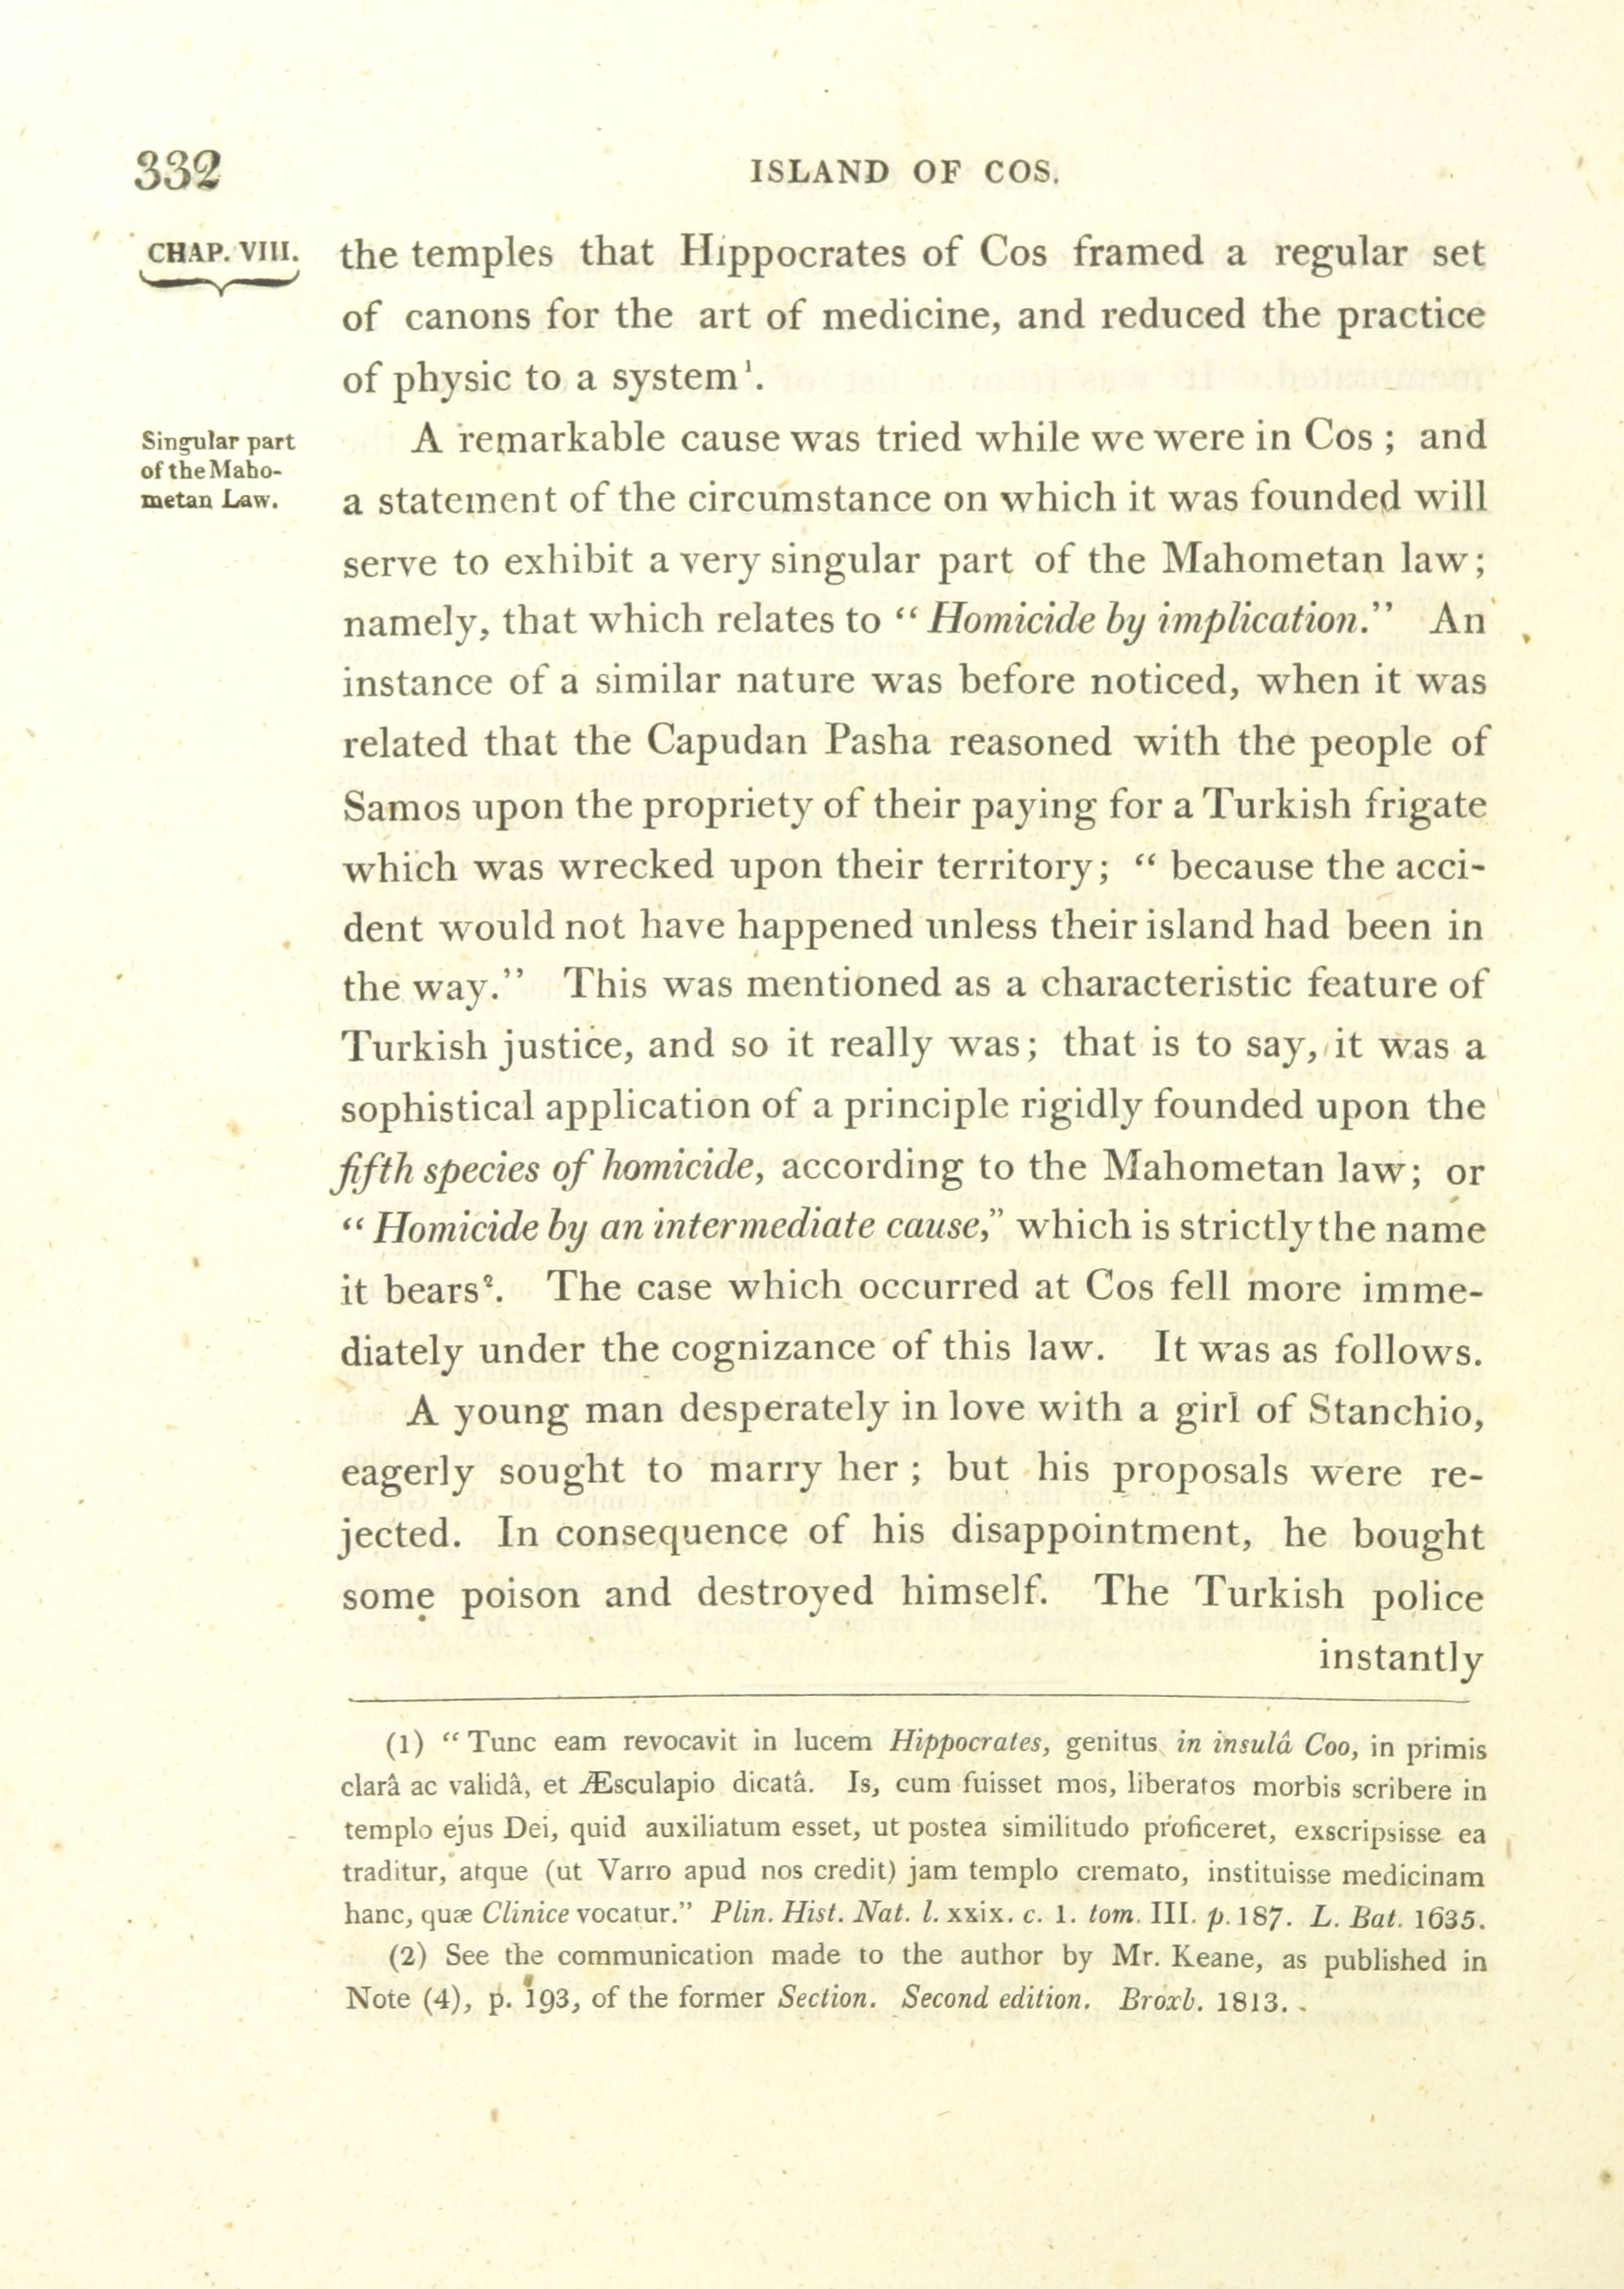 332
ISLAND OF COS.
CHAP. VIII.
the temples that Hippocrates of Cos framed a regular set
of canons for the art of medicine, and reduced the practice
of physic to a system¹.
Singular part
of the Maho-
metan Law.
A remarkable cause was tried while we were in Cos; and
a statement of the circumstance on which it was founded will
serve to exhibit a very singular part of the Mahometan law;
namely, that which relates to “Homicide by implication.” An
instance of a similar nature was before noticed, when it was
related that the Capudan Pasha reasoned with the people of
Samos upon the propriety of their paying for a Turkish frigate
which was wrecked upon their territory; “because the acci-
dent would not have happened unless their island had been in
the way.” This was mentioned as a characteristic feature of
Turkish justice, and so it really was; that is to say, it was a
sophistical application of a principle rigidly founded upon the
fifth species of homicide, according to the Mahometan law; or
“Homicide by an intermediate cause,” which is strictly the name
it bears². The case which occurred at Cos fell more imme-
diately under the cognizance of this law. It was as follows.
A young man desperately in love with a girl of Stanchio,
eagerly sought to marry her; but his proposals were re-
jected. In consequence of his disappointment, he bought
some poison and destroyed himself. The Turkish police
instantly
(1) “Tunc eam revocavit in lucem Hippocrates, genitus in insulâ Coo, in primis
clarâ ac validâ, et Æsculapio dicatâ. Is, cum fuisset mos, liberatos morbis scribere in
templo ejus Dei, quid auxiliatum esset, ut postea similitudo proficeret, exscripsisse ea
traditur, atque (ut Varro apud nos credit) jam templo cremato, instituisse medicinam
hanc, quæ Clinice vocatur.” Plin. Hist. Nat. l. xxix. c. 1. tom. III. p. 187. L. Bat. 1635.
(2) See the communication made to the author by Mr. Keane, as published in
Note (4), p. 193, of the former Section. Second edition. Broxb. 1813.